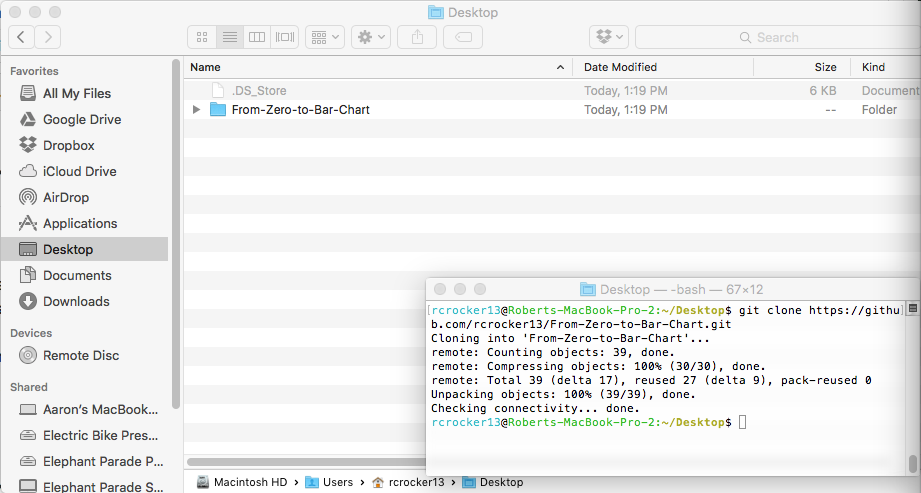 Desktop
Search
Favorites
All My Files
Google Drive
Dropbox
iCloud Drive
AirDrop
Applications
Desktop
Documents
Downloads
Devices
Remote Disc
Shared
Aaron's MacBook...
Electric Bike Pres...
Elephant Parade P...
Elephant Parade S...
Name Date Modified Size Kind
.DS_Store Today, 1:19 PM 6 KB Document
From-Zero-to-Bar-Chart Today, 1:19 PM -- Folder
Desktop — -bash — 67×12
[rcrocker13@Roberts-MacBook-Pro-2:~/Desktop$ git clone https://githu]
b.com/rcrocker13/From-Zero-to-Bar-Chart.git
Cloning into 'From-Zero-to-Bar-Chart'...
remote: Counting objects: 39, done.
remote: Compressing objects: 100% (30/30), done.
remote: Total 39 (delta 17), reused 27 (delta 9), pack-reused 0
Unpacking objects: 100% (39/39), done.
Checking connectivity... done.
rcrocker13@Roberts-MacBook-Pro-2:~/Desktop$
Macintosh HD Users rcrocker13 Desktop